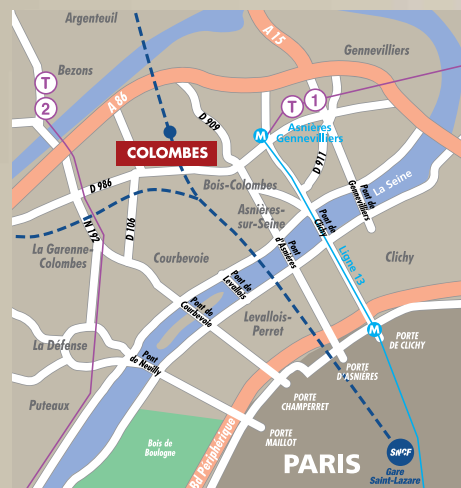 Argenteuil
A 15
Gennevilliers
Bezons
T
2
A 86
D 909
T
1
Asnières
Gennevilliers
M
COLOMBES
D 911
D 986
Bois-Colombes
La Seine
Pont de
Gennevilliers
Asnières-
sur-Seine
Pont de
Clichy
N 192
D 106
La Garenne-
Colombes
Courbevoie
Pont
d'Asnières
Ligne 13
Clichy
Pont de
Levallois
Pont de
Courbevoie
Levallois-
Perret
M
PORTE
DE CLICHY
La Défense
Pont
de Neuilly
PORTE
D'ASNIÈRES
Puteaux
PORTE
CHAMPERRET
PORTE
MAILLOT
Bois de
Boulogne
Bd Périphérique
PARIS
SNCF
Gare
Saint-Lazare